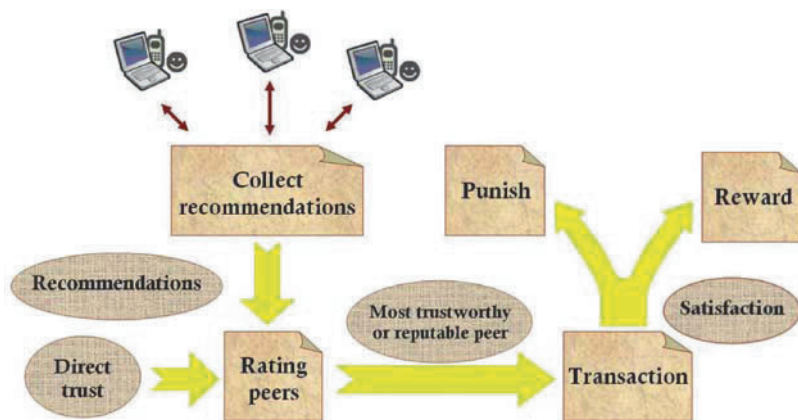 Collect
recommendations
Punish
Reward
Recommendations
Most trustworthy
or reputable peer
Satisfaction
Direct
trust
Rating
peers
Transaction